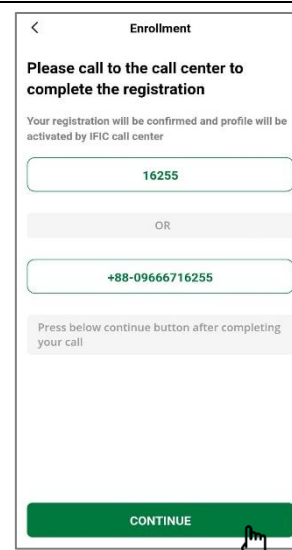 Enrollment
Please call to the call center to
complete the registration
Your registration will be confirmed and profile will be
activated by IFIC call center
16255
OR
+88-09666716255
Press below continue button after completing
your call
CONTINUE